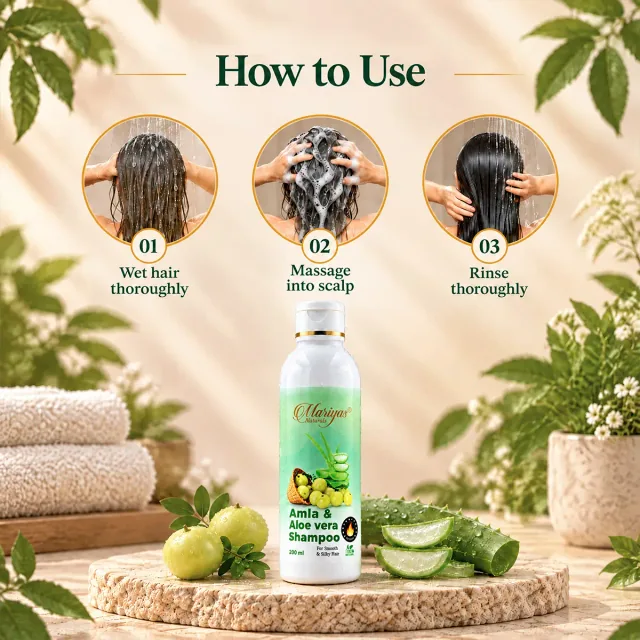 How to Use
01
Wet hair
thoroughly
02
Massage
into scalp
03
Rinse
thoroughly
Mariyas®
Naturals
Amla &
Aloe vera
Shampoo
For Smooth
& Silky Hair
200 ml